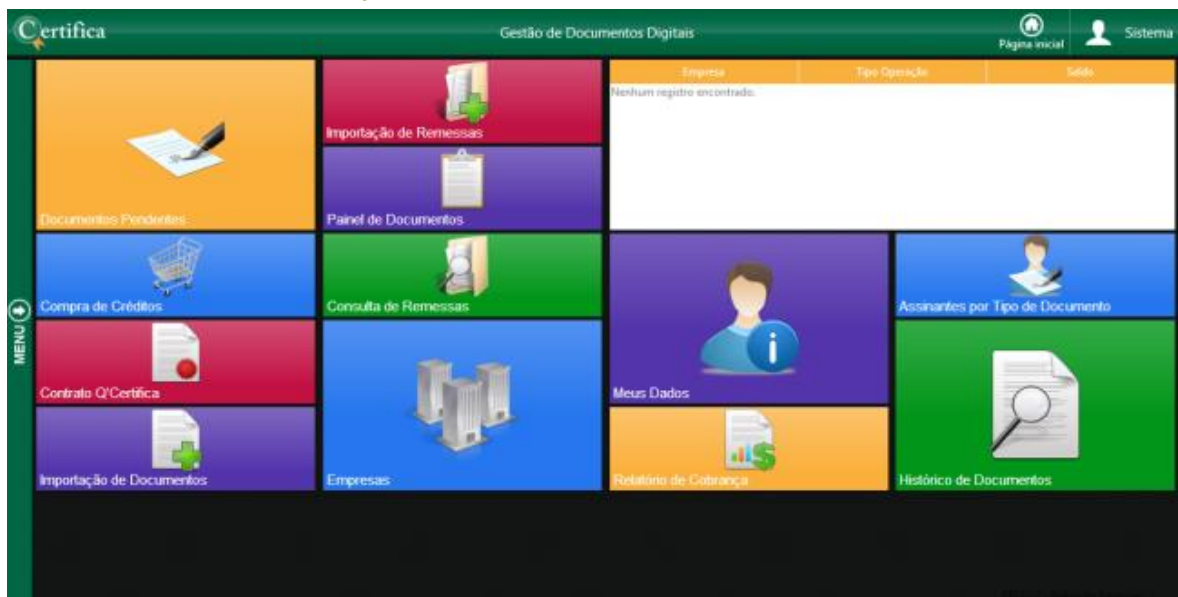 Certifica
Gestão de Documentos Digitais
Página inicial
Sistema
MENU
Documentos Pendentes
Importação de Remessas
Painel de Documentos
Empresa Tipo Operação Saldo
Nenhum registro encontrado.
Compra de Créditos
Consulta de Remessas
Meus Dados
Assinantes por Tipo de Documento
Contrato Q'Certifica
Importação de Documentos
Empresas
Relatório de Cobrança
Histórico de Documentos